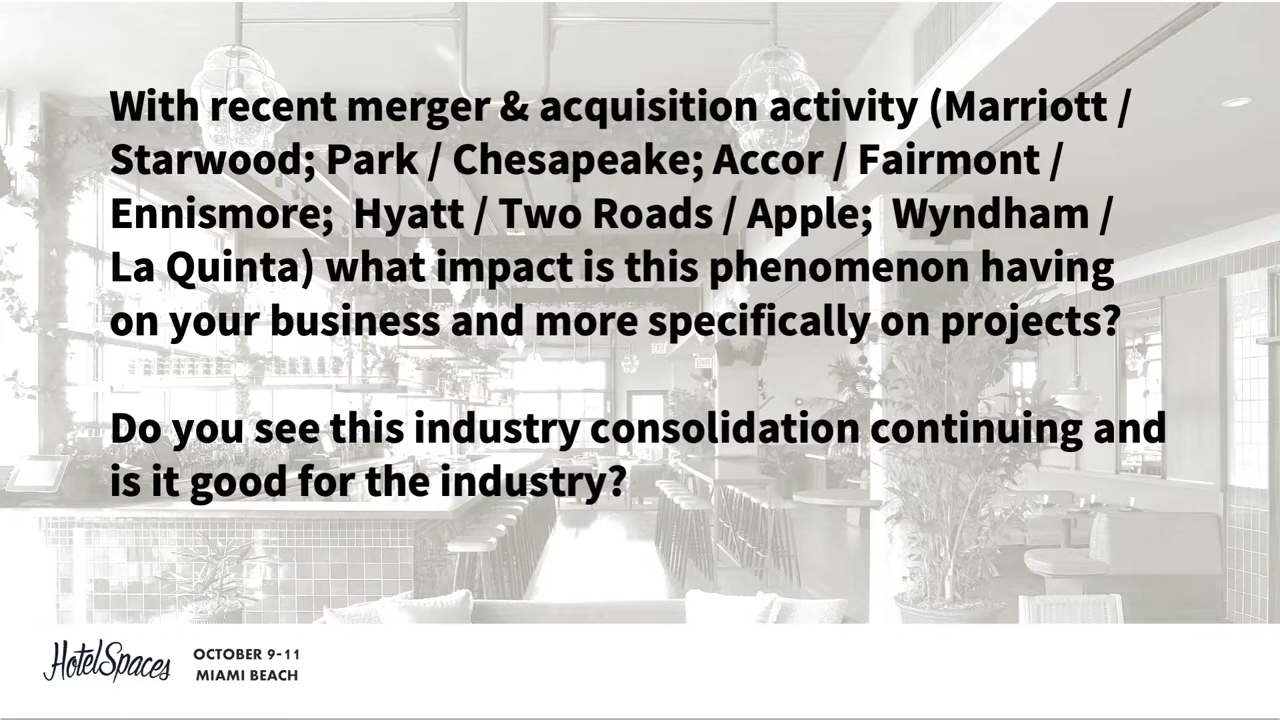 With recent merger & acquisition activity (Marriott /
Starwood; Park / Chesapeake; Accor / Fairmont /
Ennismore;  Hyatt / Two Roads / Apple;  Wyndham /
La Quinta) what impact is this phenomenon having
on your business and more specifically on projects?
Do you see this industry consolidation continuing and
is it good for the industry?
HotelSpaces
OCTOBER 9-11
MIAMI BEACH